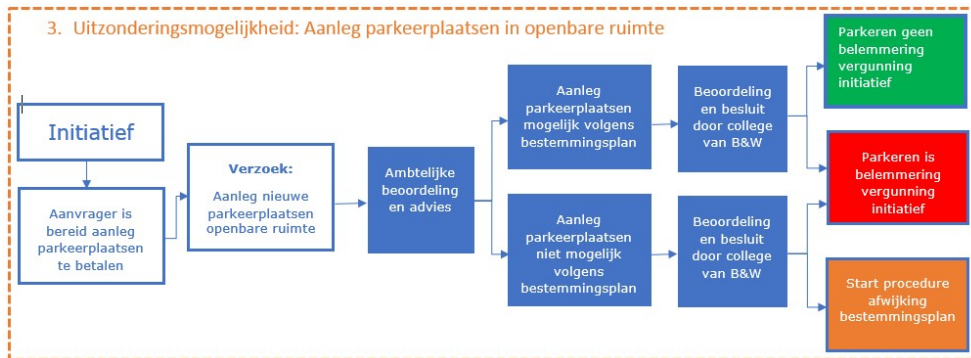 3. Uitzonderingsmogelijkheid: Aanleg parkeerplaatsen in openbare ruimte
Initiatief
Aanvrager is
bereid aanleg
parkeerplaatsen
te betalen
Verzoek:
Aanleg nieuwe
parkeerplaatsen
openbare ruimte
Ambtelijke
beoordeling
en advies
Aanleg
parkeerplaatsen
mogelijk volgens
bestemmingsplan
Beoordeling
en besluit
door college
van B&W
Parkeren geen
belemmering
vergunning
initiatief
Parkeren is
belemmering
vergunning
initiatief
Aanleg
parkeerplaatsen
niet mogelijk
volgens
bestemmingsplan
Beoordeling
en besluit
door college
van B&W
Start procedure
afwijking
bestemmingsplan